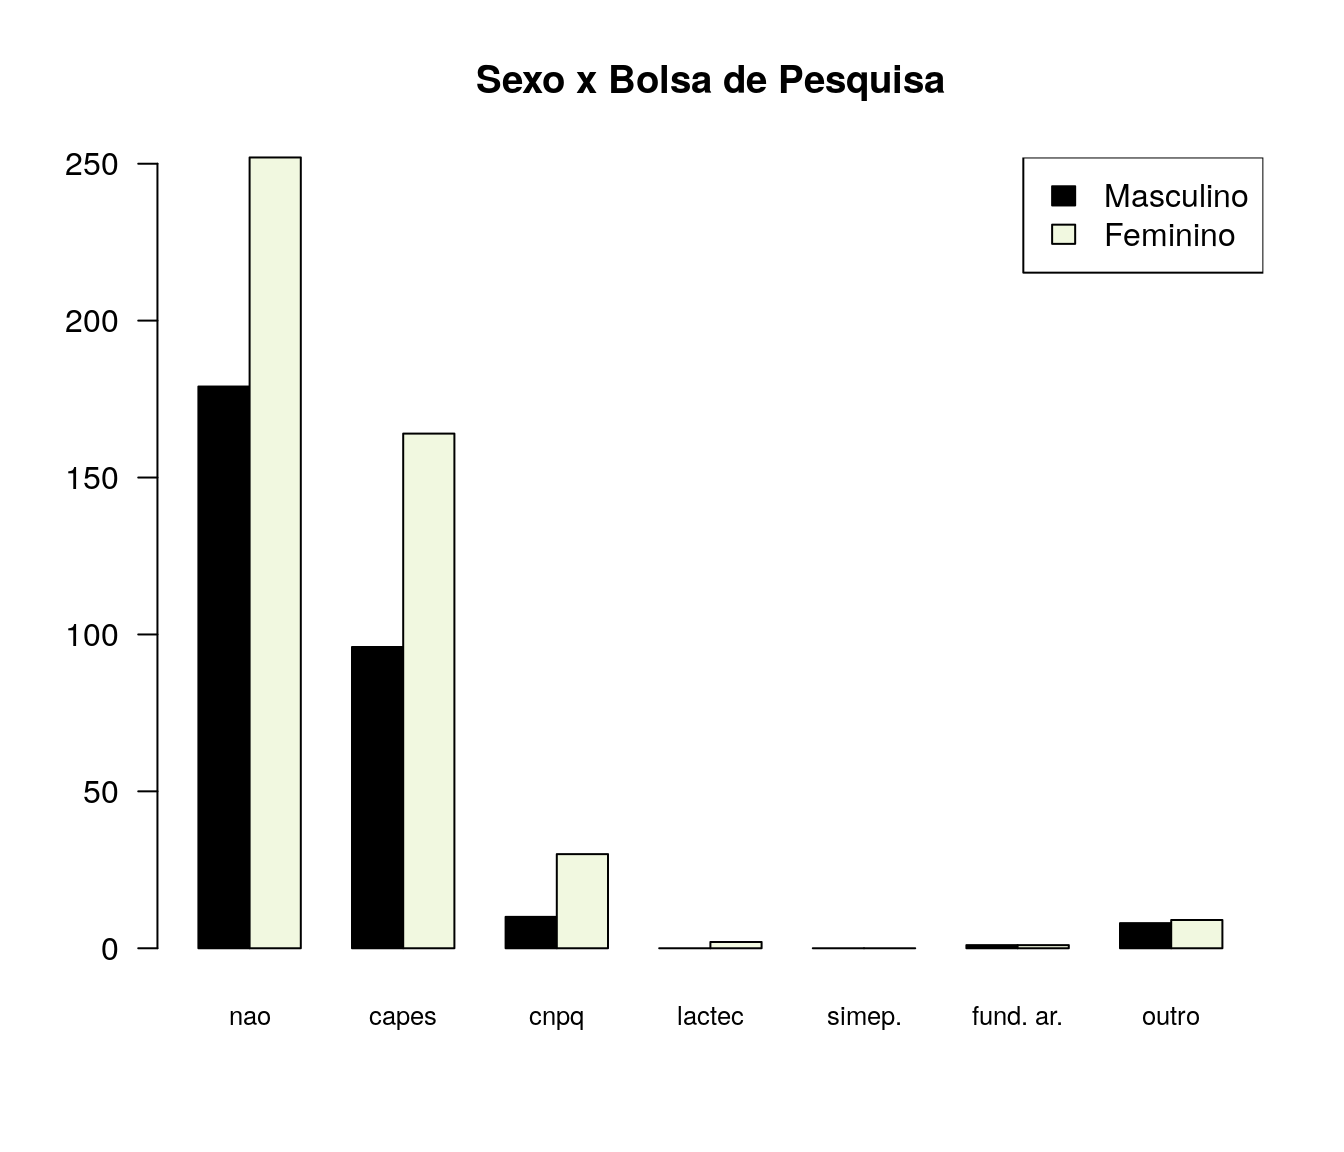 Sexo x Bolsa de Pesquisa
250
200
150
100
50
0
Masculino
Feminino
nao capes cnpq lactec simep. fund. ar. outro